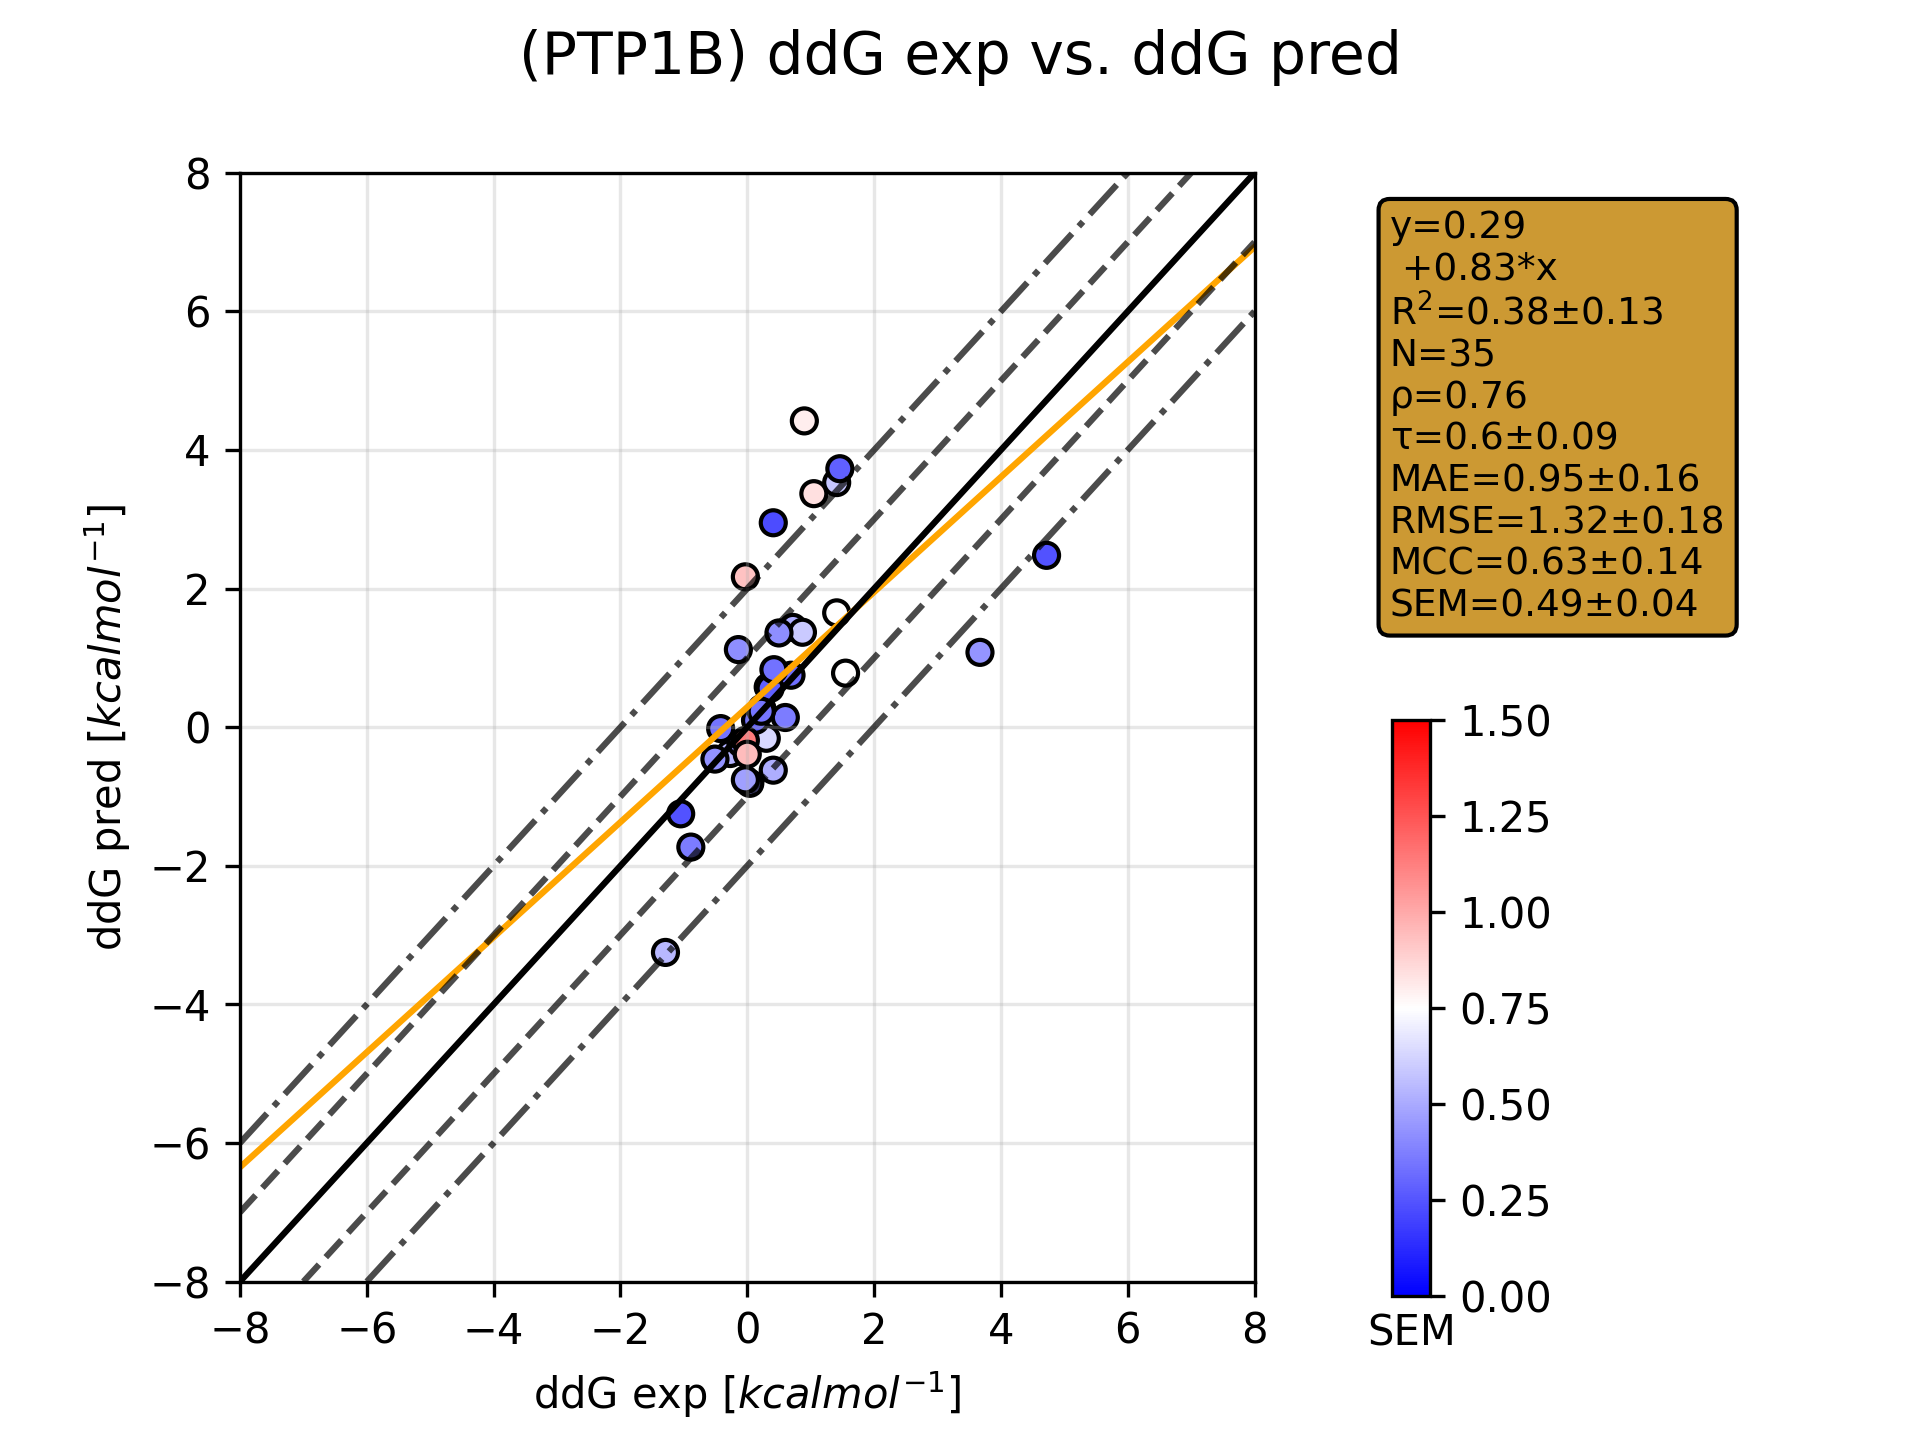 (PTP1B) ddG exp vs. ddG pred
8
6
4
2
0
−2
−4
−6
−8
ddG pred [kcalmol⁻¹]
−8 −6 −4 −2 0 2 4 6 8
ddG exp [kcalmol⁻¹]
y=0.29
+0.83*x
R²=0.38±0.13
N=35
ρ=0.76
τ=0.6±0.09
MAE=0.95±0.16
RMSE=1.32±0.18
MCC=0.63±0.14
SEM=0.49±0.04
1.50
1.25
1.00
0.75
0.50
0.25
0.00
SEM